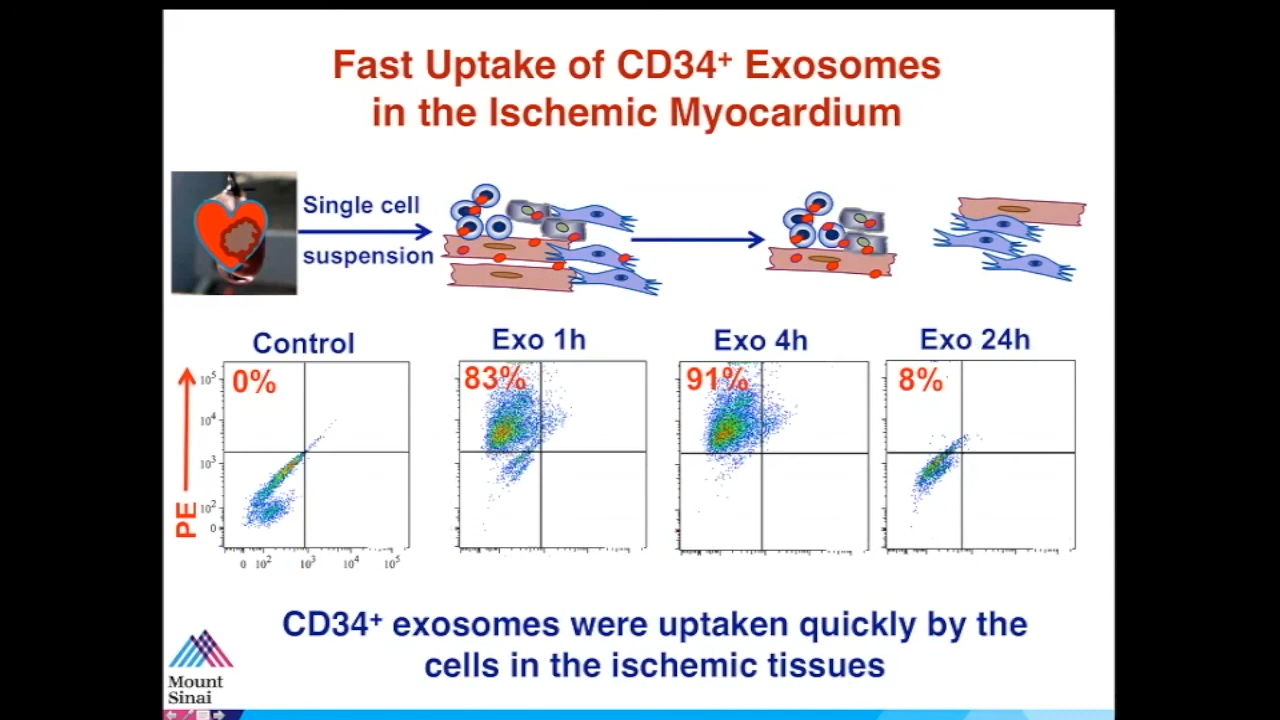 Fast Uptake of CD34+ Exosomes
in the Ischemic Myocardium
Single cell
suspension
Control
Exo 1h
Exo 4h
Exo 24h
0%
83%
91%
8%
PE
10⁵
10⁴
10³
10²
0
0 10² 10³ 10⁴ 10⁵
CD34+ exosomes were uptaken quickly by the
cells in the ischemic tissues
Mount
Sinai